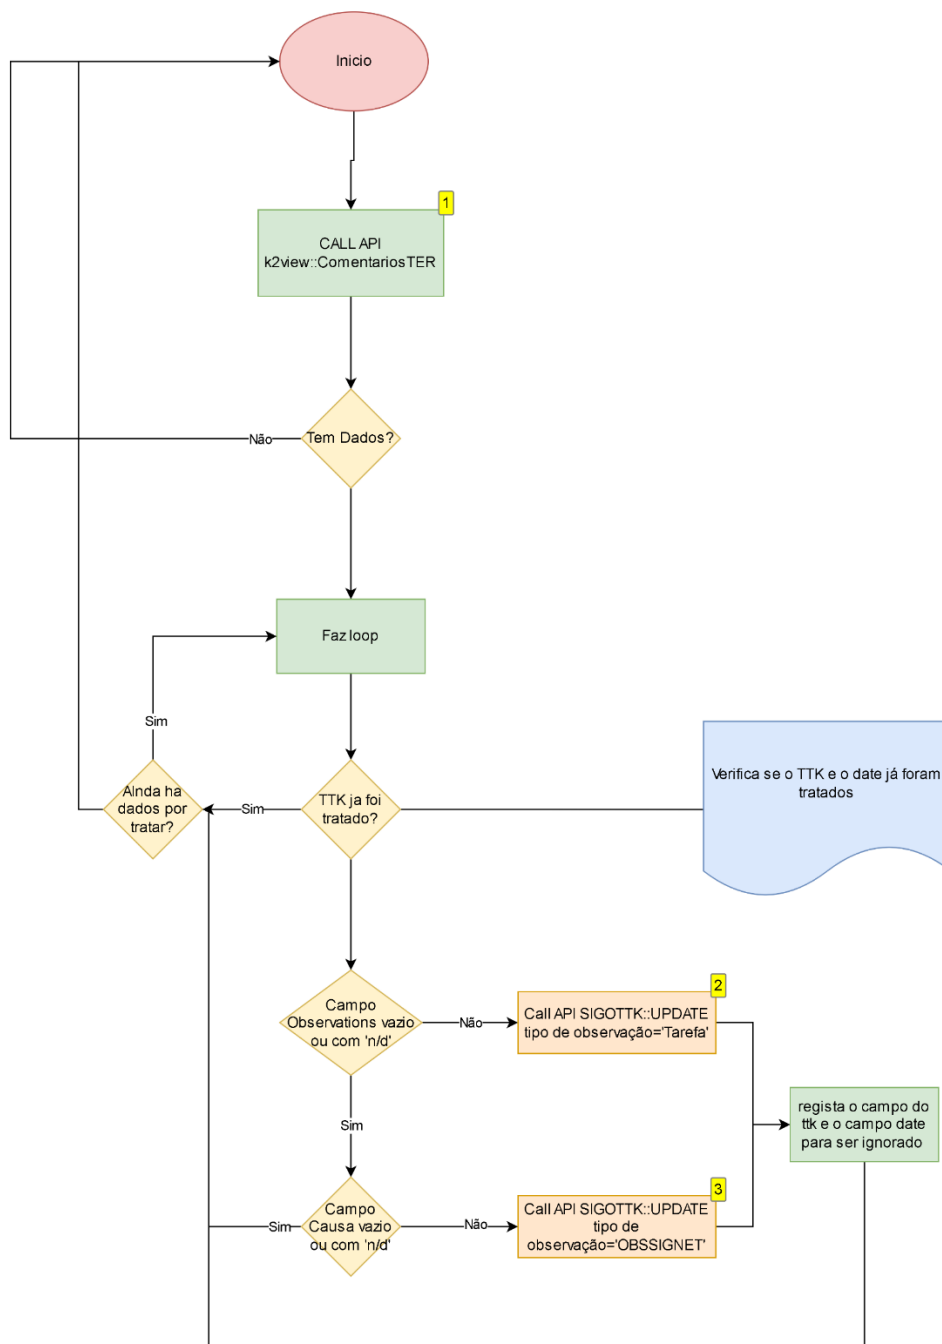 Inicio
1
CALL API
k2view::ComentariosTER
Tem Dados?
Não
Faz loop
Sim
Ainda ha
dados por
tratar?
Sim
TTK ja foi
tratado?
Verifica se o TTK e o date já foram
tratados
Campo
Observations vazio
ou com 'n/d'
Não
2
Call API SIGOTTK::UPDATE
tipo de observação='Tarefa'
regista o campo do
ttk e o campo date
para ser ignorado
Sim
Campo
Causa vazio
ou com 'n/d'
Sim
Não
3
Call API SIGOTTK::UPDATE
tipo de
observação='OBSSIGNET'